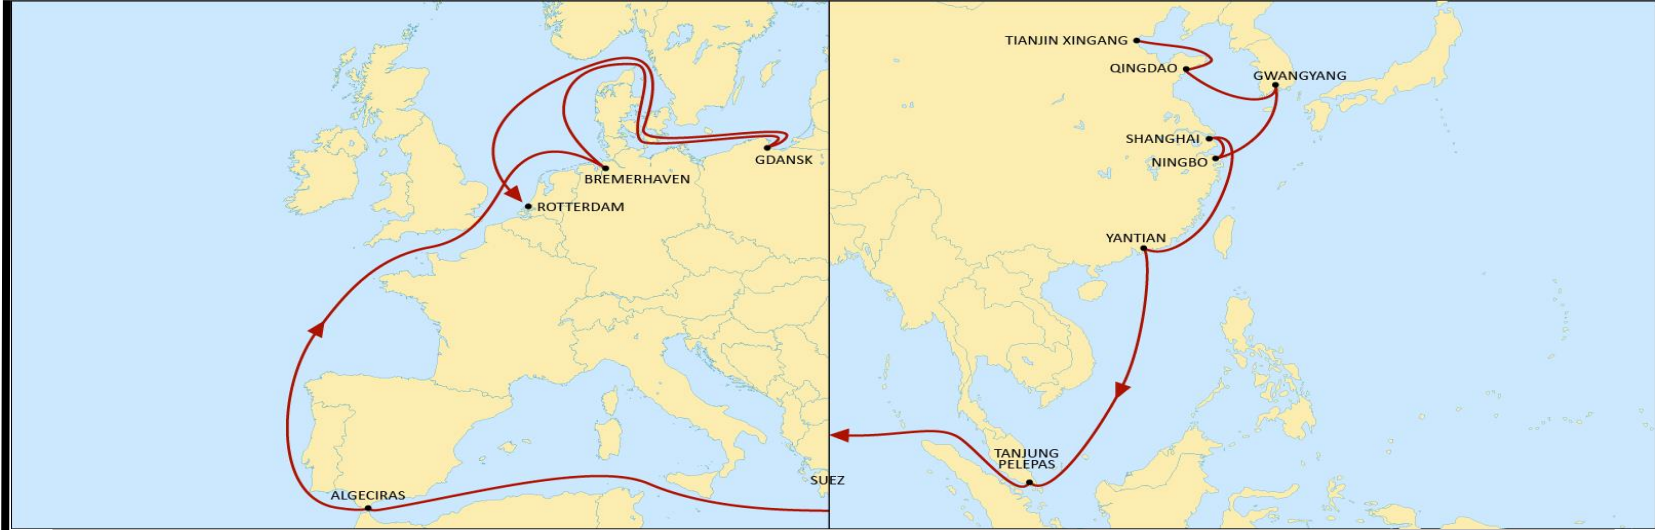 GDANSK
BREMERHAVEN
ROTTERDAM
ALGECIRAS
SUEZ
TIANJIN XINGANG
QINGDAO
GWANGYANG
SHANGHAI
NINGBO
YANTIAN
TANJUNG
PELEPAS